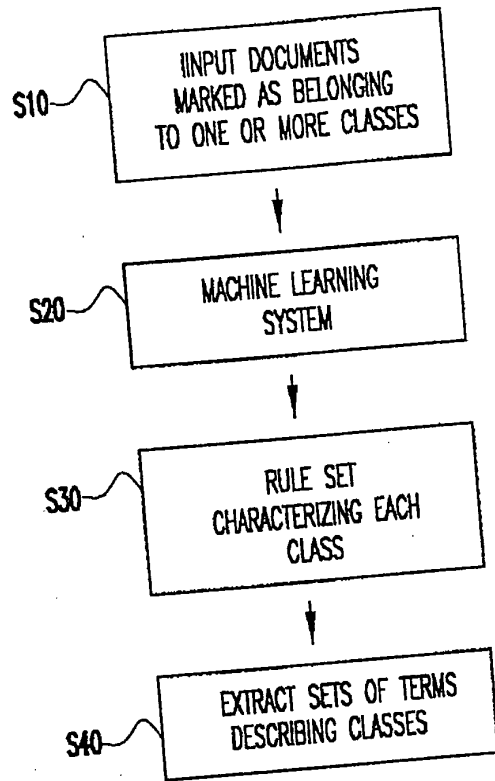 IINPUT DOCUMENTS
MARKED AS BELONGING
TO ONE OR MORE CLASSES
S10
MACHINE LEARNING
SYSTEM
S20
RULE SET
CHARACTERIZING EACH
CLASS
S30
EXTRACT SETS OF TERMS
DESCRIBING CLASSES
S40